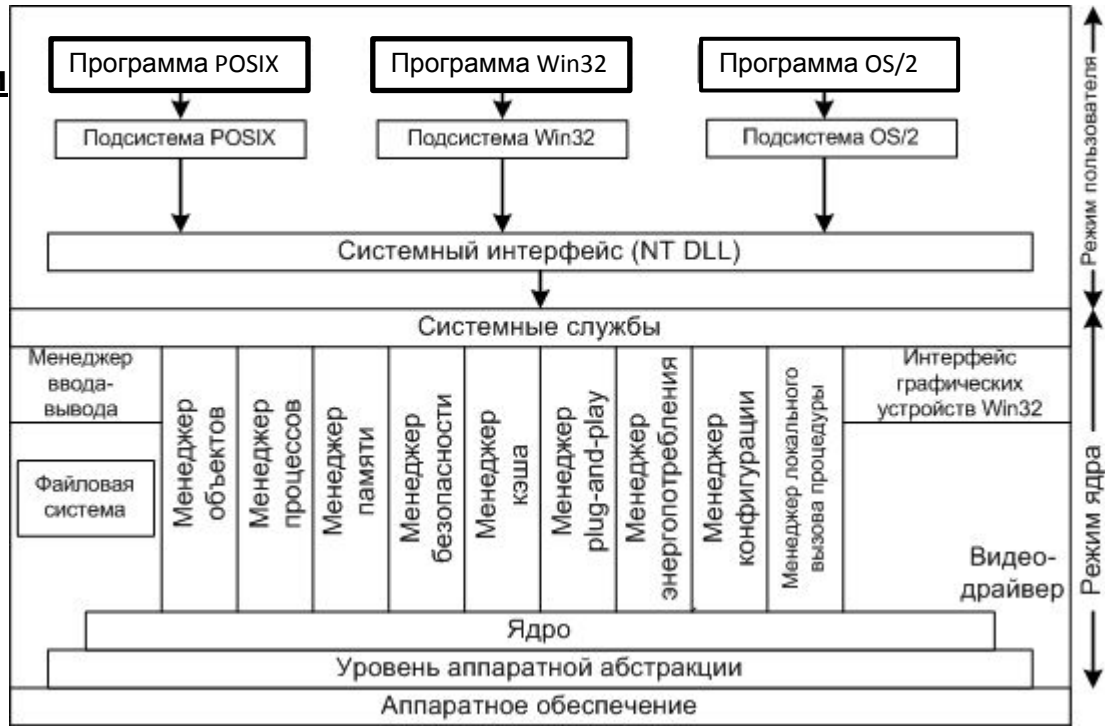 Программа POSIX
Программа Win32
Программа OS/2
Подсистема POSIX
Подсистема Win32
Подсистема OS/2
Системный интерфейс (NT DLL)
Режим пользователя
Системные службы
Менеджер
ввода-
вывода
Файловая
система
Менеджер
объектов
Менеджер
процессов
Менеджер
памяти
Менеджер
безопасности
Менеджер
кэша
Менеджер
plug-and-play
Менеджер
энергопотребления
Менеджер
конфигурации
Менеджер локального
вызова процедуры
Интерфейс
графических
устройств Win32
Видео-
драйвер
Режим ядра
Ядро
Уровень аппаратной абстракции
Аппаратное обеспечение